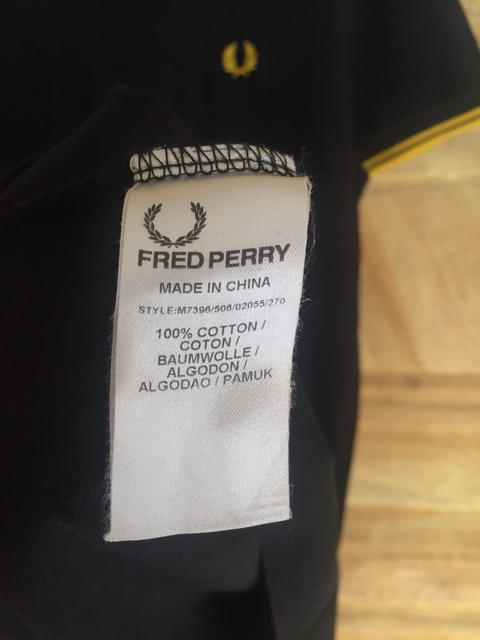 FRED PERRY
MADE IN CHINA
STYLE:M7396/506/02055/270
100% COTTON /
COTON /
BAUMWOLLE /
ALGODON /
ALGODAO / PAMUK